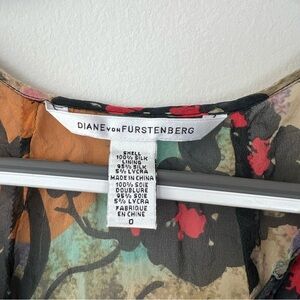 DIANE VON FURSTENBERG
SHELL
100% SILK
LINING
95% SILK
5% LYCRA
MADE IN CHINA
100% SOIE
DOUBLURE
95% SOIE
5% LYCRA
FABRIQUE
EN CHINE
0